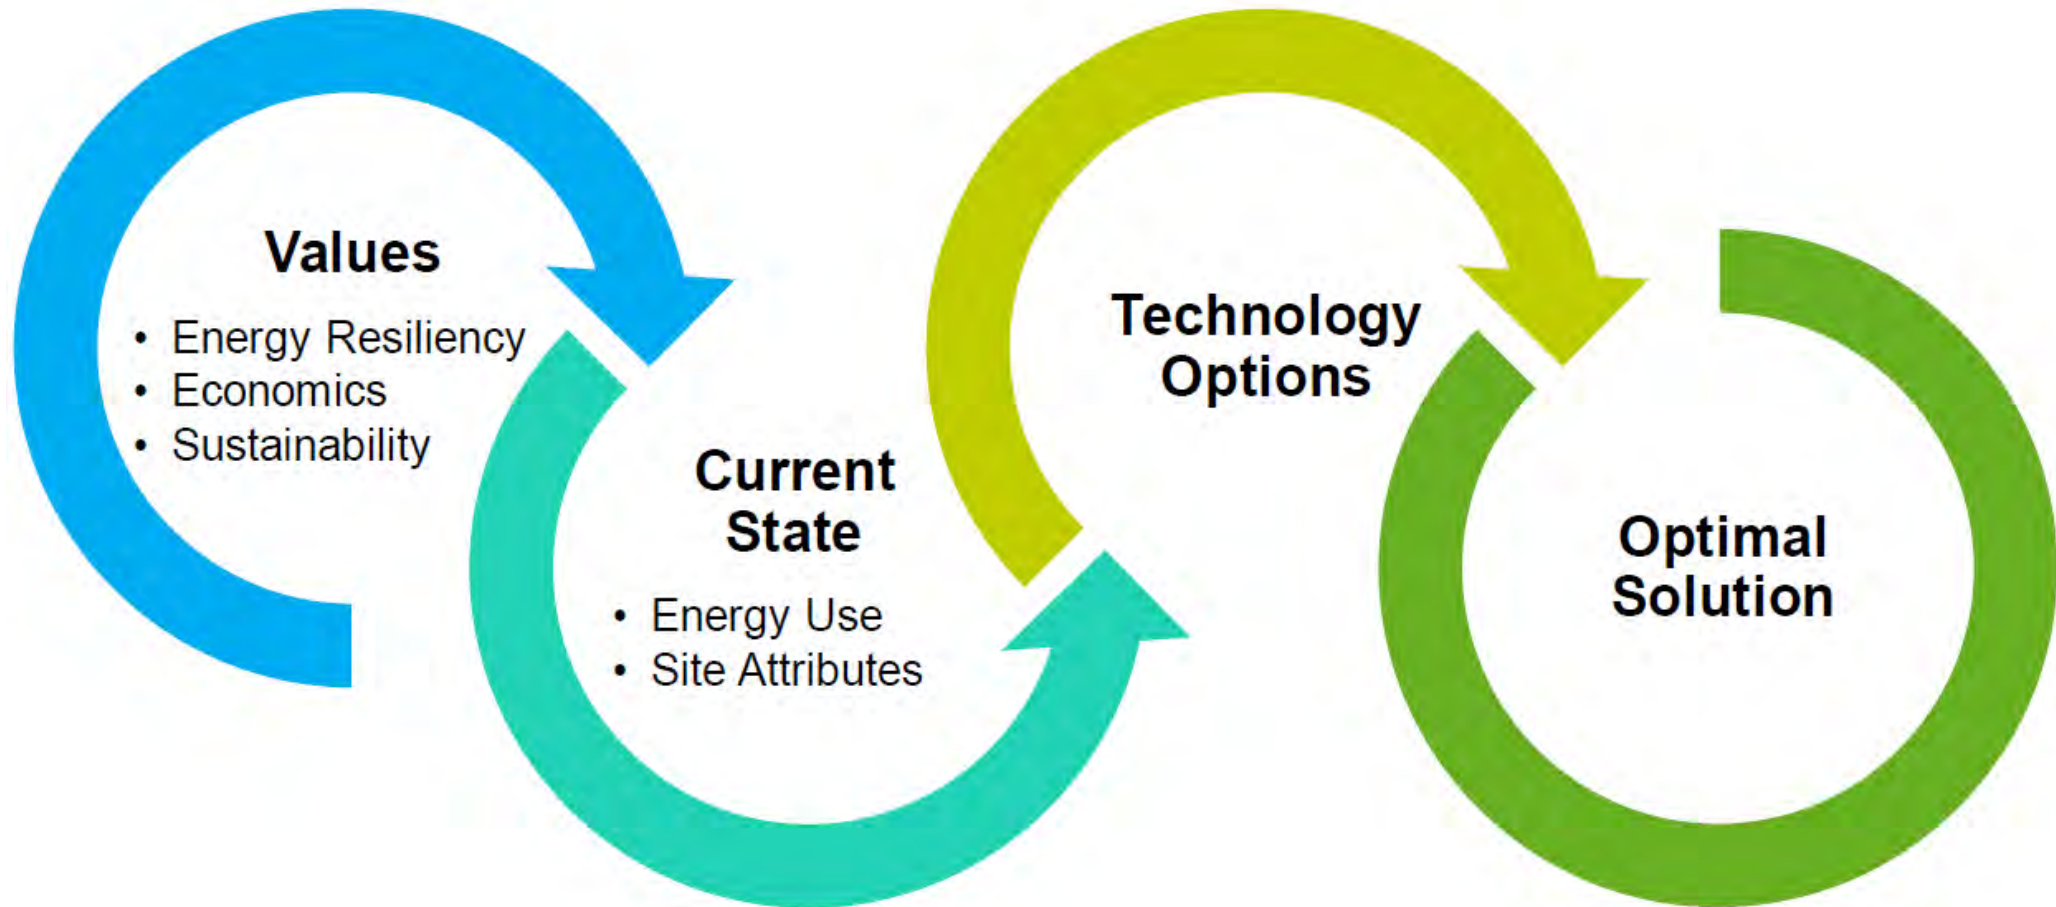 Values
• Energy Resiliency
• Economics
• Sustainability
Current
State
• Energy Use
• Site Attributes
Technology
Options
Optimal
Solution